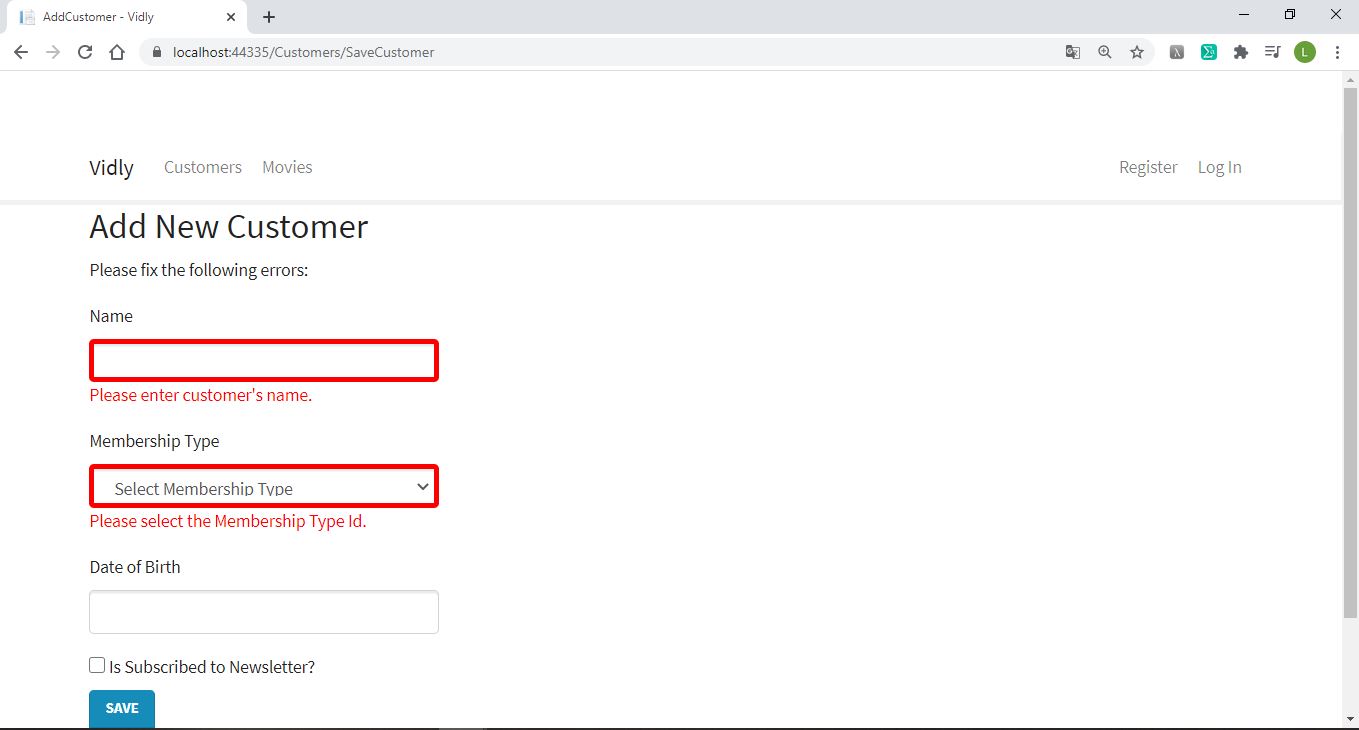 AddCustomer - Vidly
localhost:44335/Customers/SaveCustomer
L
Vidly Customers Movies Register Log In
Add New Customer
Please fix the following errors:
Name
Please enter customer's name.
Membership Type
Select Membership Type
Please select the Membership Type Id.
Date of Birth
Is Subscribed to Newsletter?
SAVE